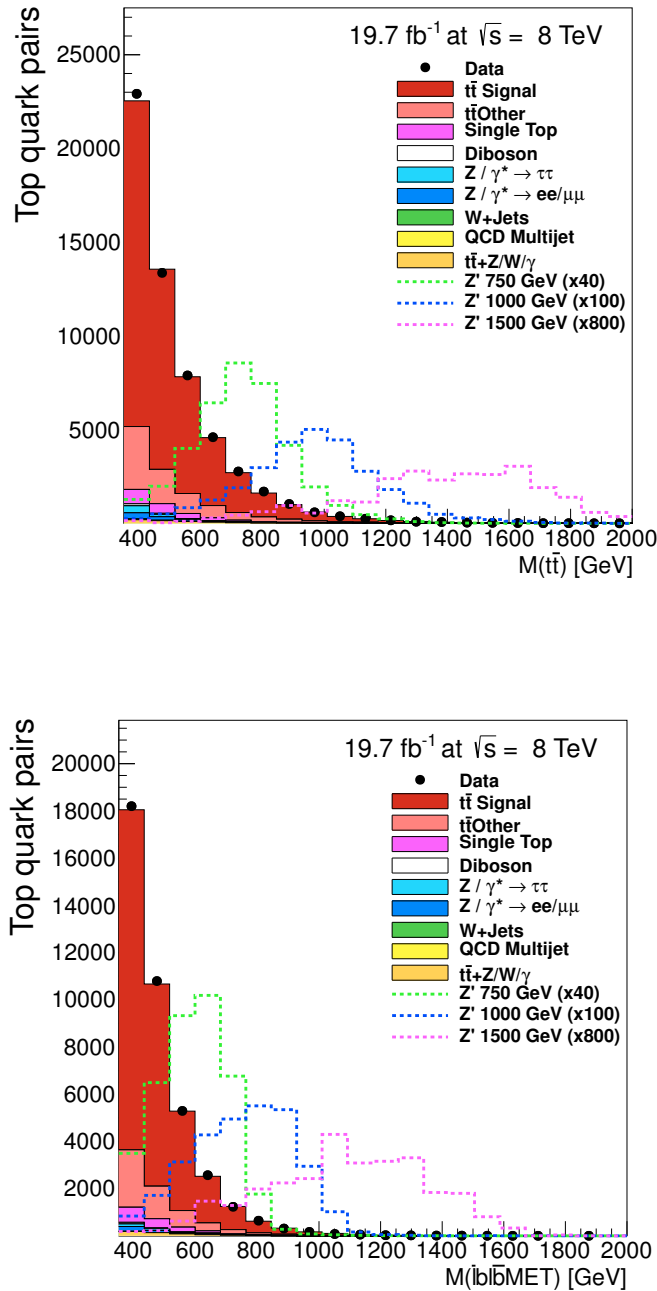 19.7 fb⁻¹ at √s = 8 TeV
Top quark pairs
25000
20000
15000
10000
5000
Data
tt̄ Signal
tt̄Other
Single Top
Diboson
Z / γ* → ττ
Z / γ* → ee/μμ
W+Jets
QCD Multijet
tt̄+Z/W/γ
Z' 750 GeV (x40)
Z' 1000 GeV (x100)
Z' 1500 GeV (x800)
400 600 800 1000 1200 1400 1600 1800 2000
M(tt̄) [GeV]
19.7 fb⁻¹ at √s = 8 TeV
Top quark pairs
20000
18000
16000
14000
12000
10000
8000
6000
4000
2000
Data
tt̄ Signal
tt̄Other
Single Top
Diboson
Z / γ* → ττ
Z / γ* → ee/μμ
W+Jets
QCD Multijet
tt̄+Z/W/γ
Z' 750 GeV (x40)
Z' 1000 GeV (x100)
Z' 1500 GeV (x800)
400 600 800 1000 1200 1400 1600 1800 2000
M(l̄blb̄MET) [GeV]